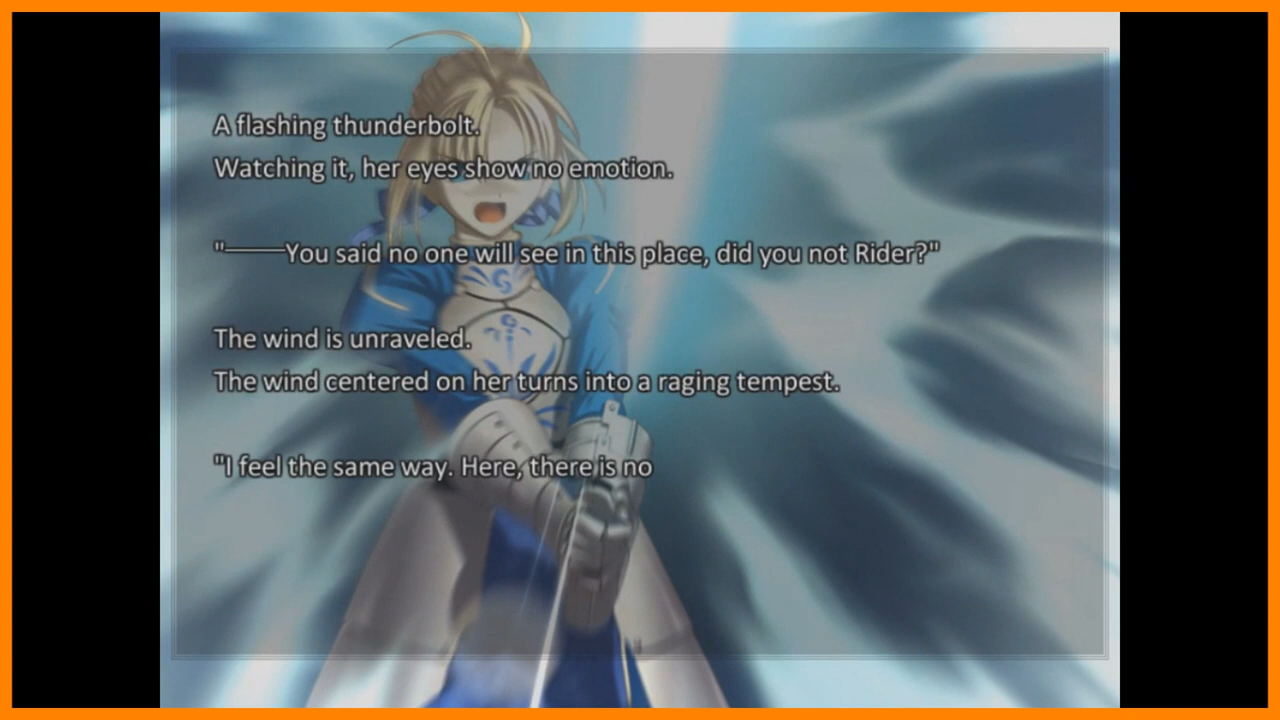 A flashing thunderbolt.
Watching it, her eyes show no emotion.
"———You said no one will see in this place, did you not Rider?"
The wind is unraveled.
The wind centered on her turns into a raging tempest.
"I feel the same way. Here, there is no